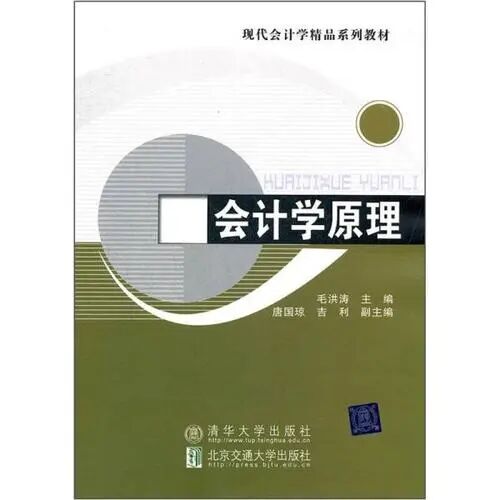 现代会计学精品系列教材
HUAIJIXUE YUANLI
会计学原理
毛洪涛 主编
唐国琼 吉利 副主编
清华大学出版社
http://www.tup.tsinghua.edu.cn
北京交通大学出版社
http://press.bjtu.edu.cn